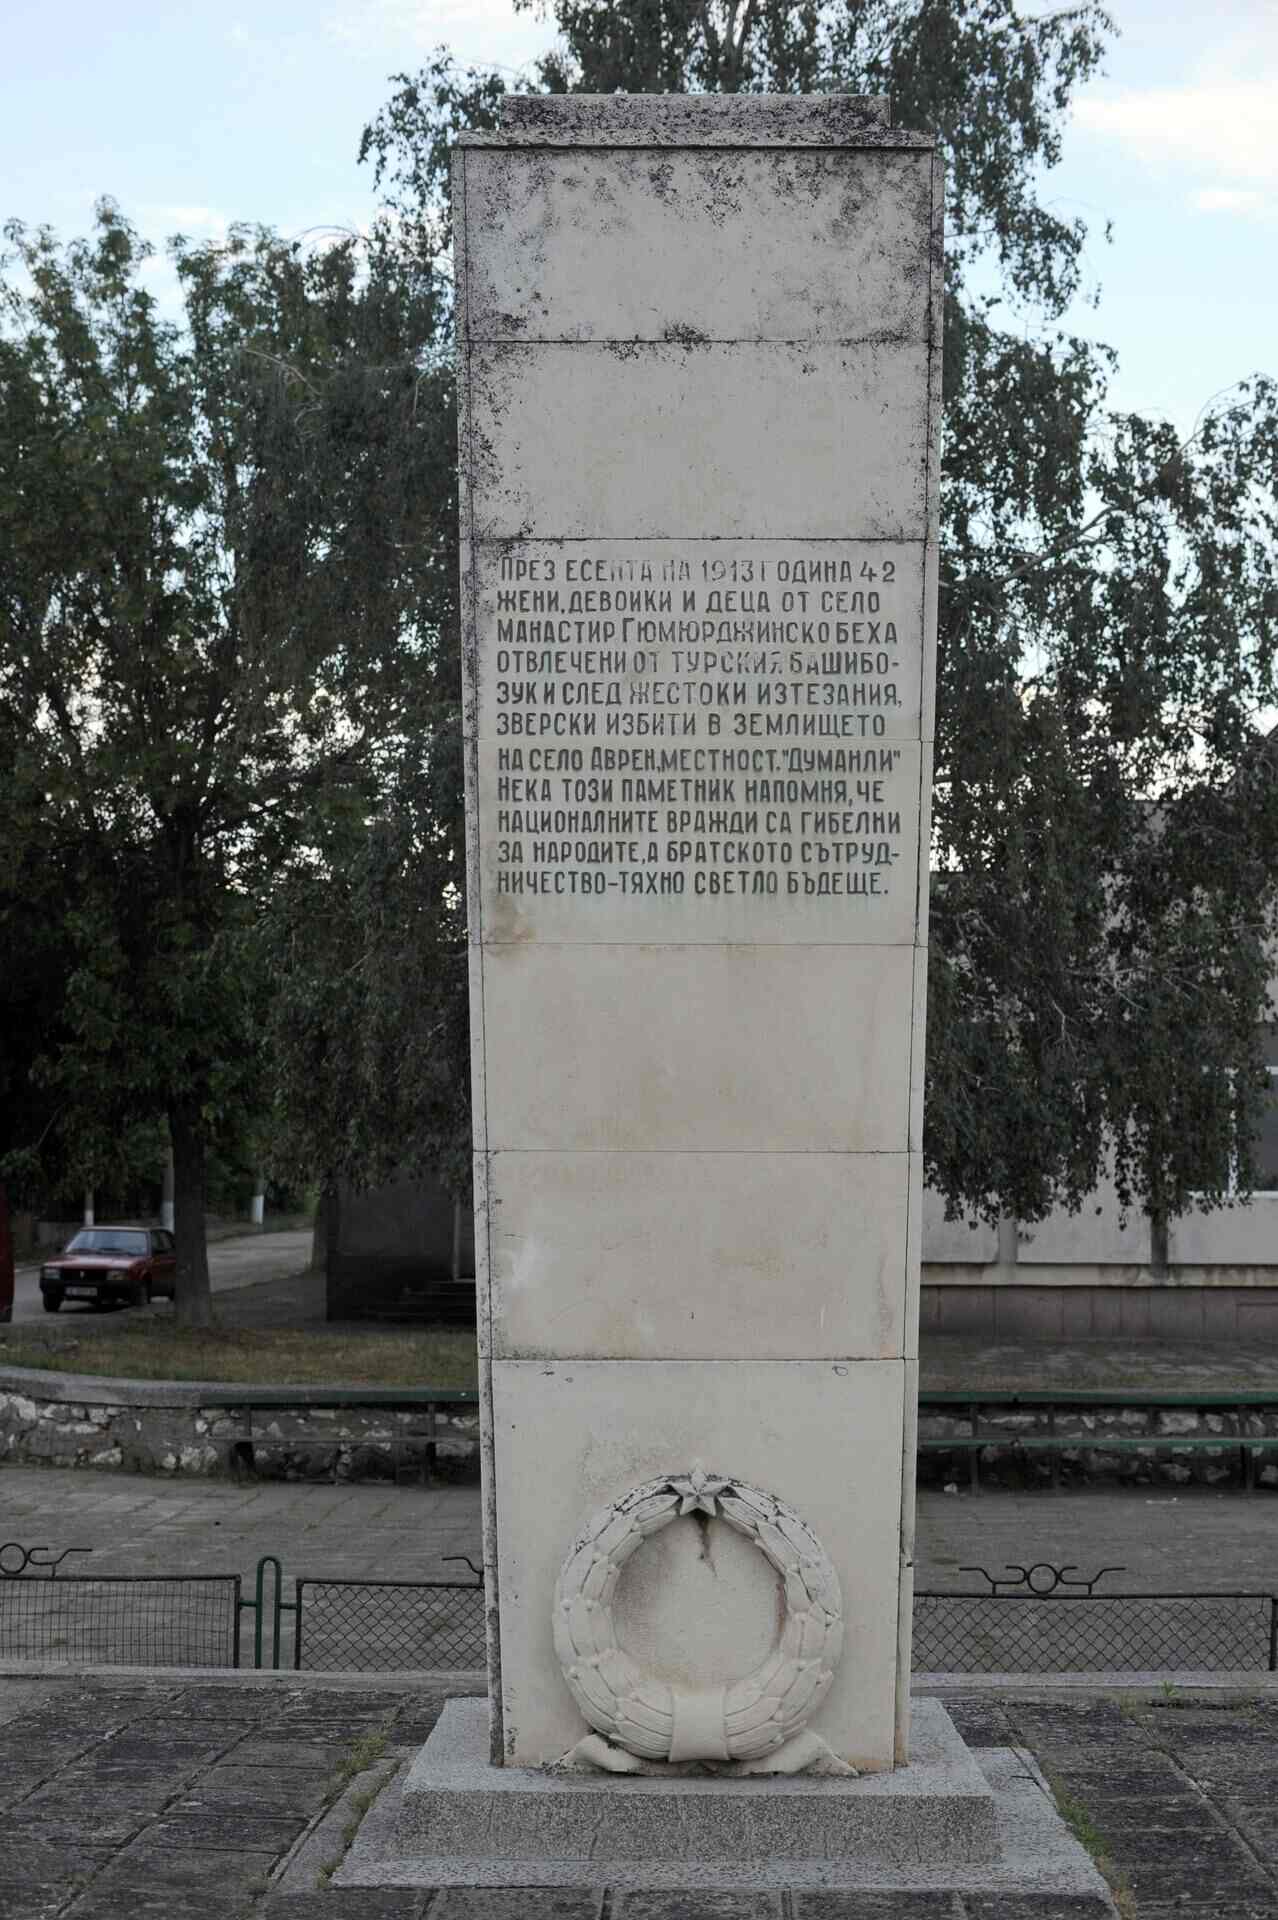 ПРЕЗ ЕСЕНТА НА 1913 ГОДИНА 42
ЖЕНИ, ДЕВОЙКИ И ДЕЦА ОТ СЕЛО
МАНАСТИР ГЮМЮРДЖИНСКО БЕХА
ОТВЛЕЧЕНИ ОТ ТУРСКИЯ БАШИБО-
ЗУК И СЛЕД ЖЕСТОКИ ИЗТЕЗАНИЯ,
ЗВЕРСКИ ИЗБИТИ В ЗЕМЛИЩЕТО
НА СЕЛО АВРЕН, МЕСТНОСТ. "ДУМАНЛИ"
НЕКА ТОЗИ ПАМЕТНИК НАПОМНЯ, ЧЕ
НАЦИОНАЛНИТЕ ВРАЖДИ СА ГИБЕЛНИ
ЗА НАРОДИТЕ, А БРАТСКОТО СЪТРУД-
НИЧЕСТВО-ТЯХНО СВЕТЛО БЪДЕЩЕ.